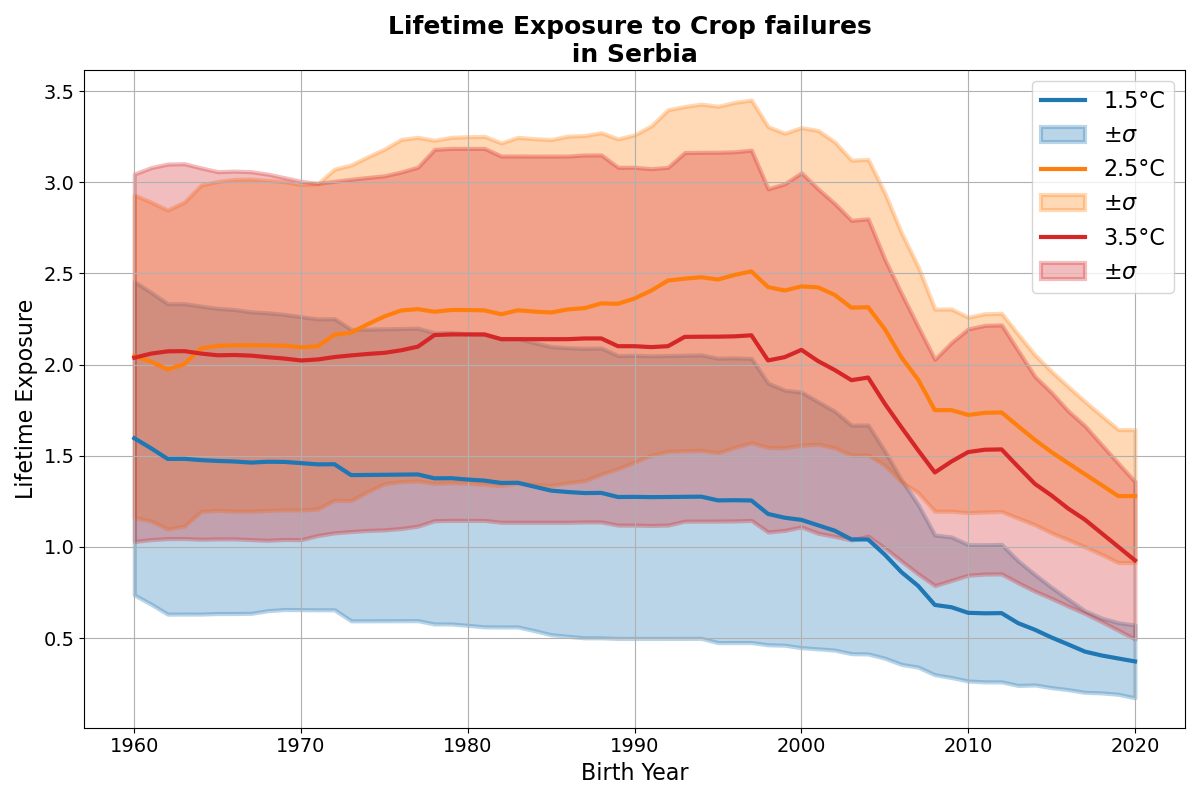 Lifetime Exposure to Crop failures
in Serbia
Lifetime Exposure
3.5
3.0
2.5
2.0
1.5
1.0
0.5
1960 1970 1980 1990 2000 2010 2020
Birth Year
1.5°C
±σ
2.5°C
±σ
3.5°C
±σ